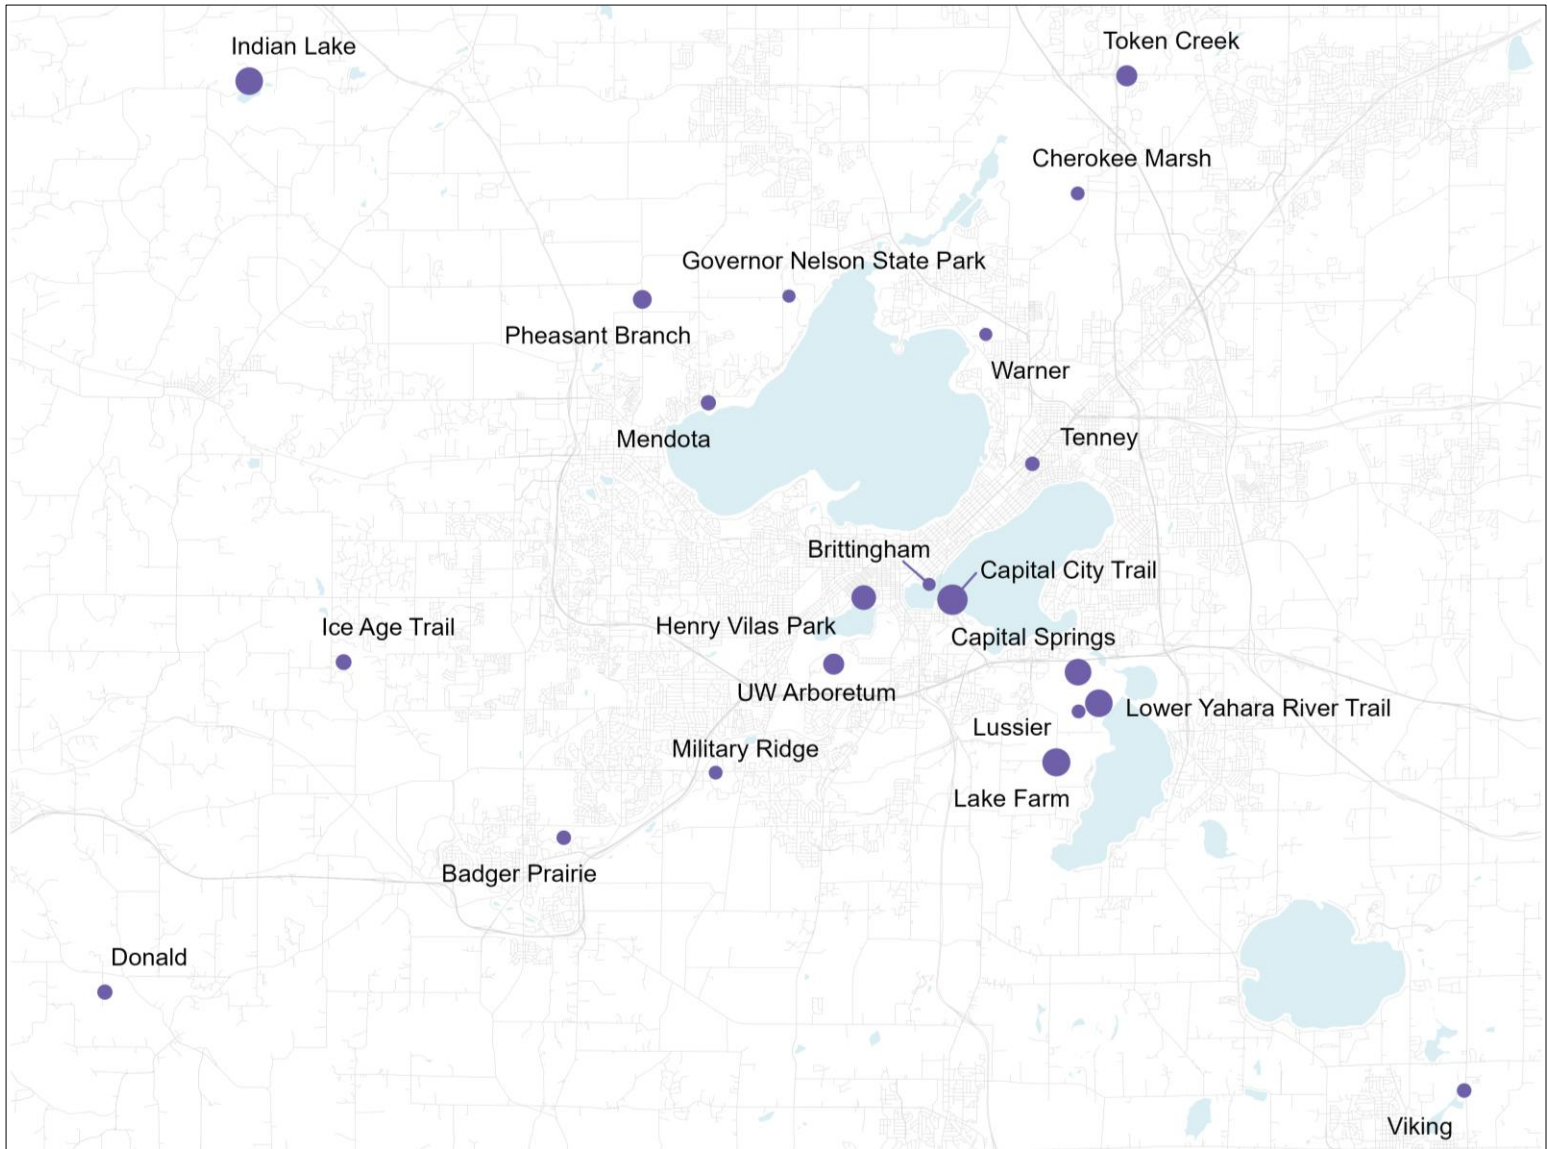 Indian Lake
Token Creek
Cherokee Marsh
Governor Nelson State Park
Pheasant Branch
Warner
Mendota
Tenney
Brittingham
Capital City Trail
Henry Vilas Park
Ice Age Trail
Capital Springs
UW Arboretum
Lower Yahara River Trail
Lussier
Military Ridge
Lake Farm
Badger Prairie
Donald
Viking